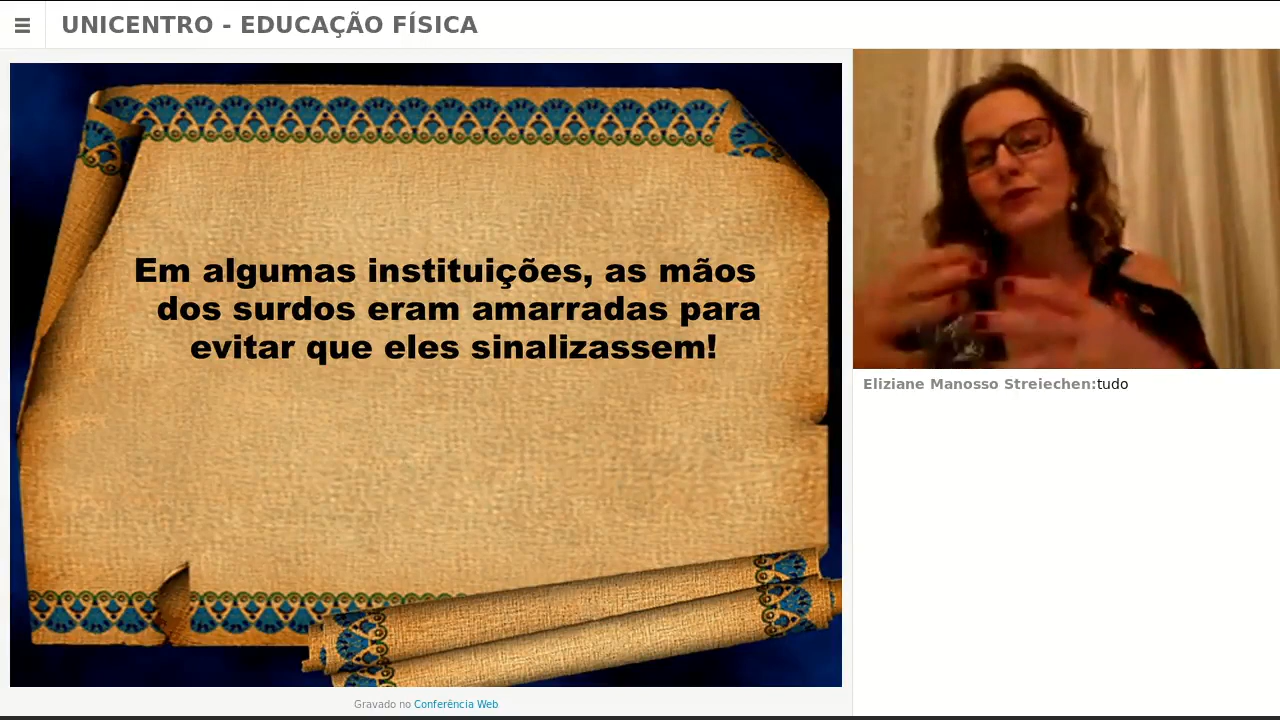 UNICENTRO - EDUCAÇÃO FÍSICA
Em algumas instituições, as mãos
dos surdos eram amarradas para
evitar que eles sinalizassem!
Eliziane Manosso Streiechen:tudo
Gravado no Conferência Web